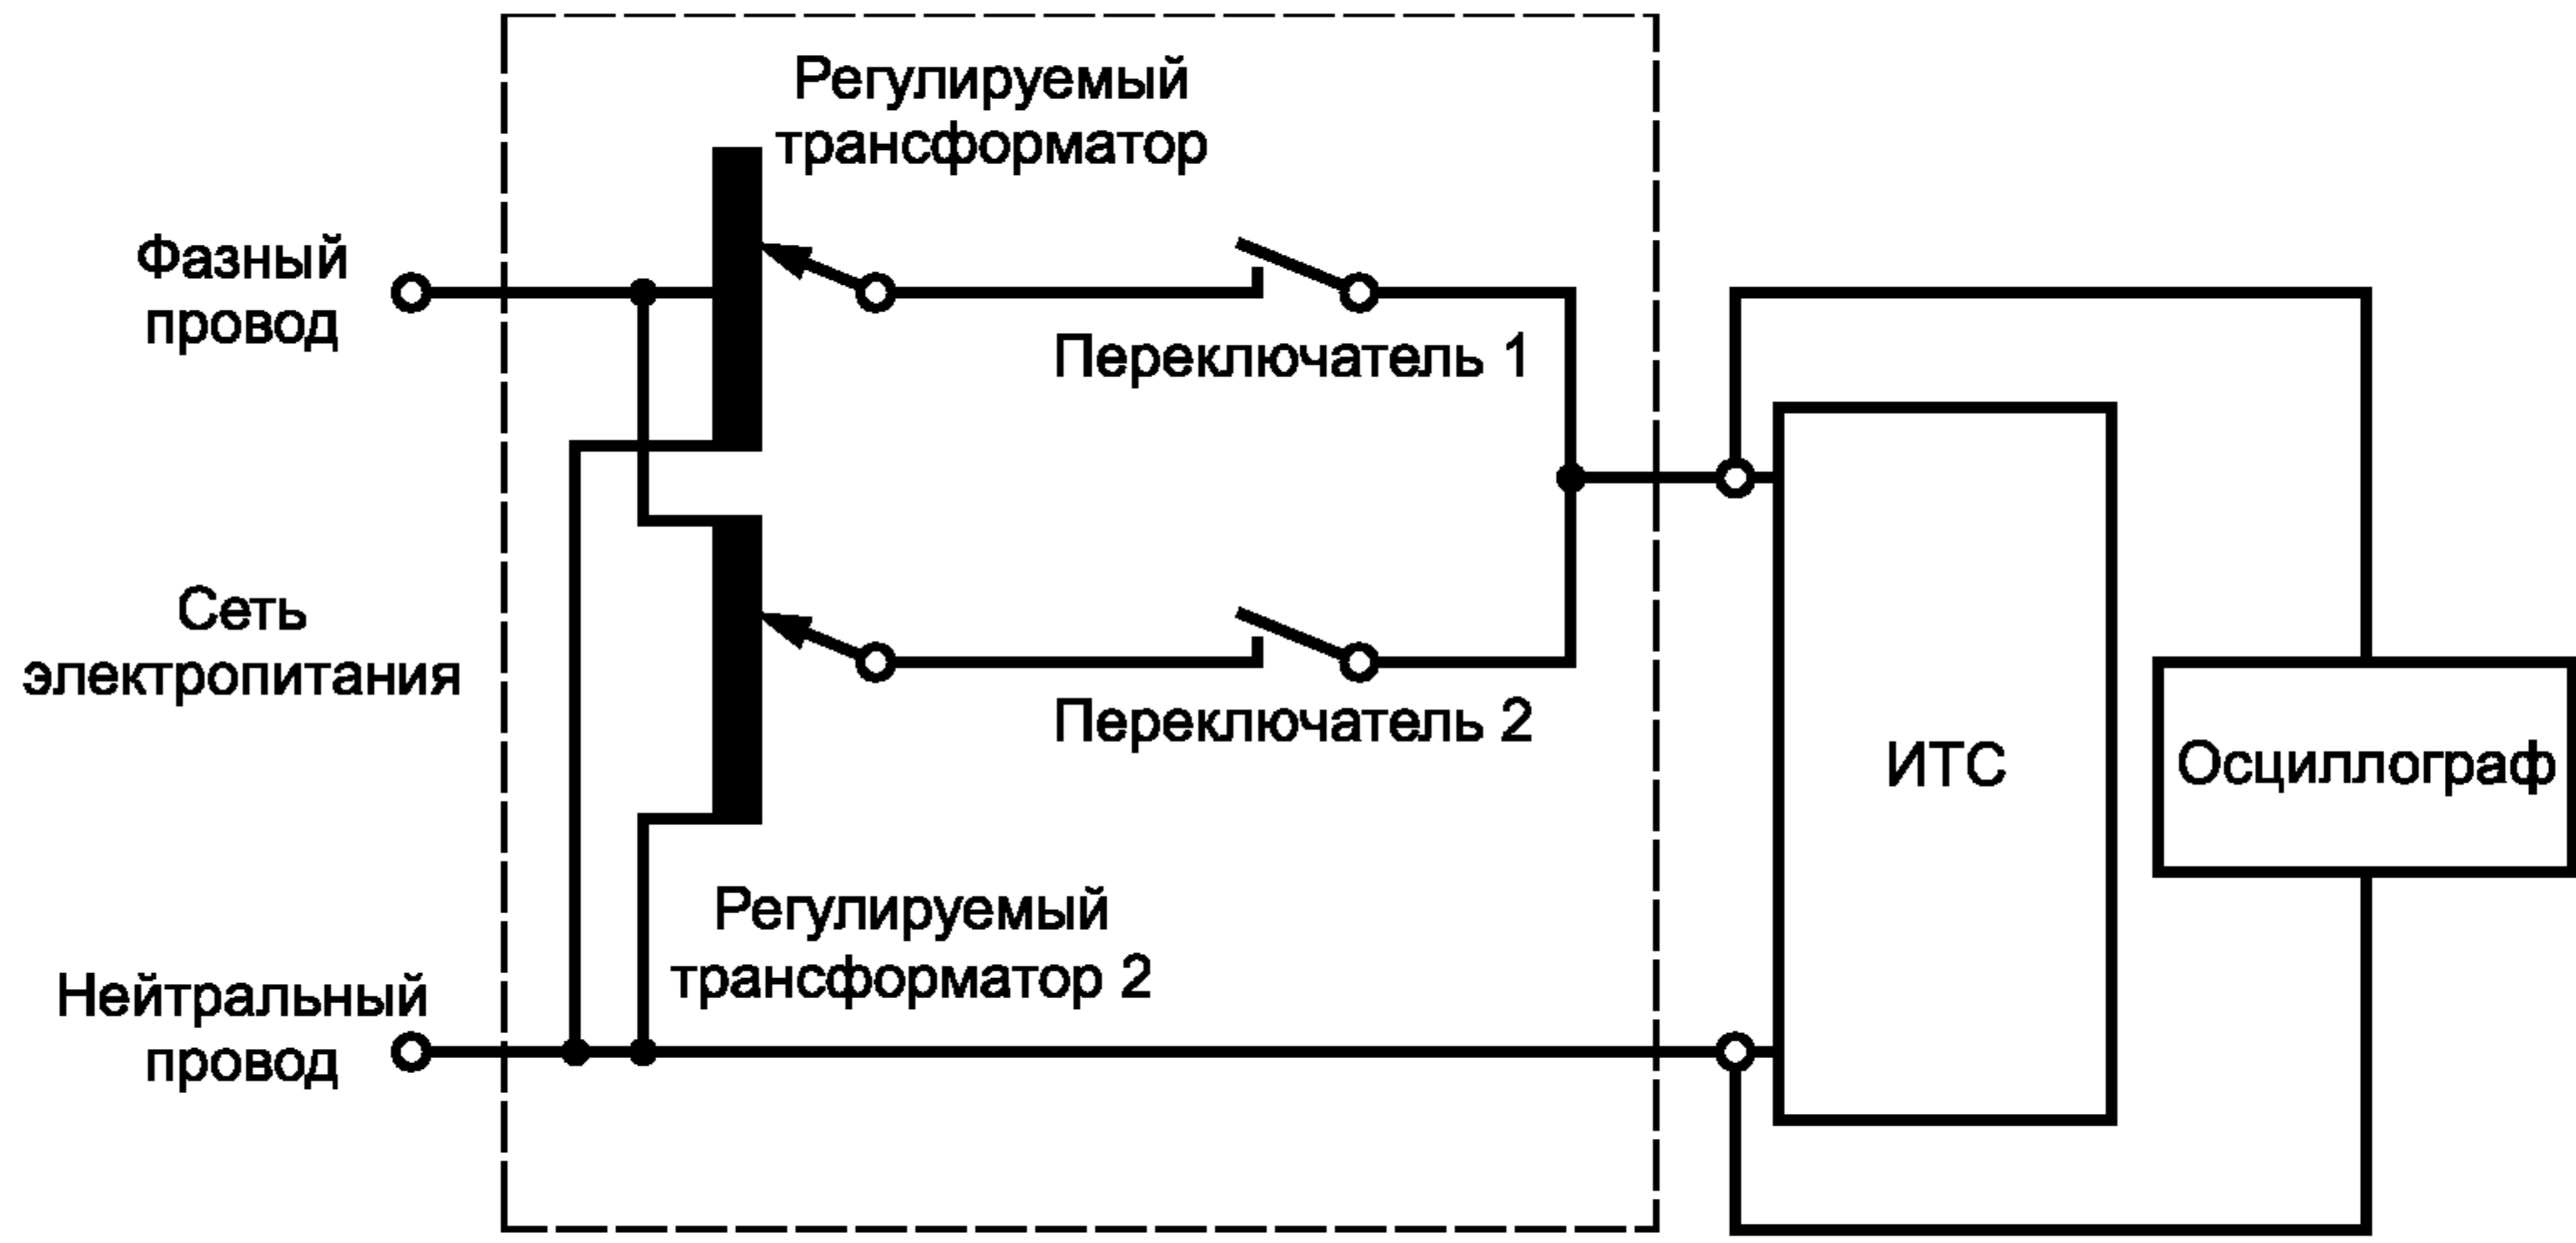 Регулируемый
трансформатор
Фазный
провод
Переключатель 1
Сеть
электропитания
Переключатель 2
ИТС
Осциллограф
Регулируемый
трансформатор 2
Нейтральный
провод